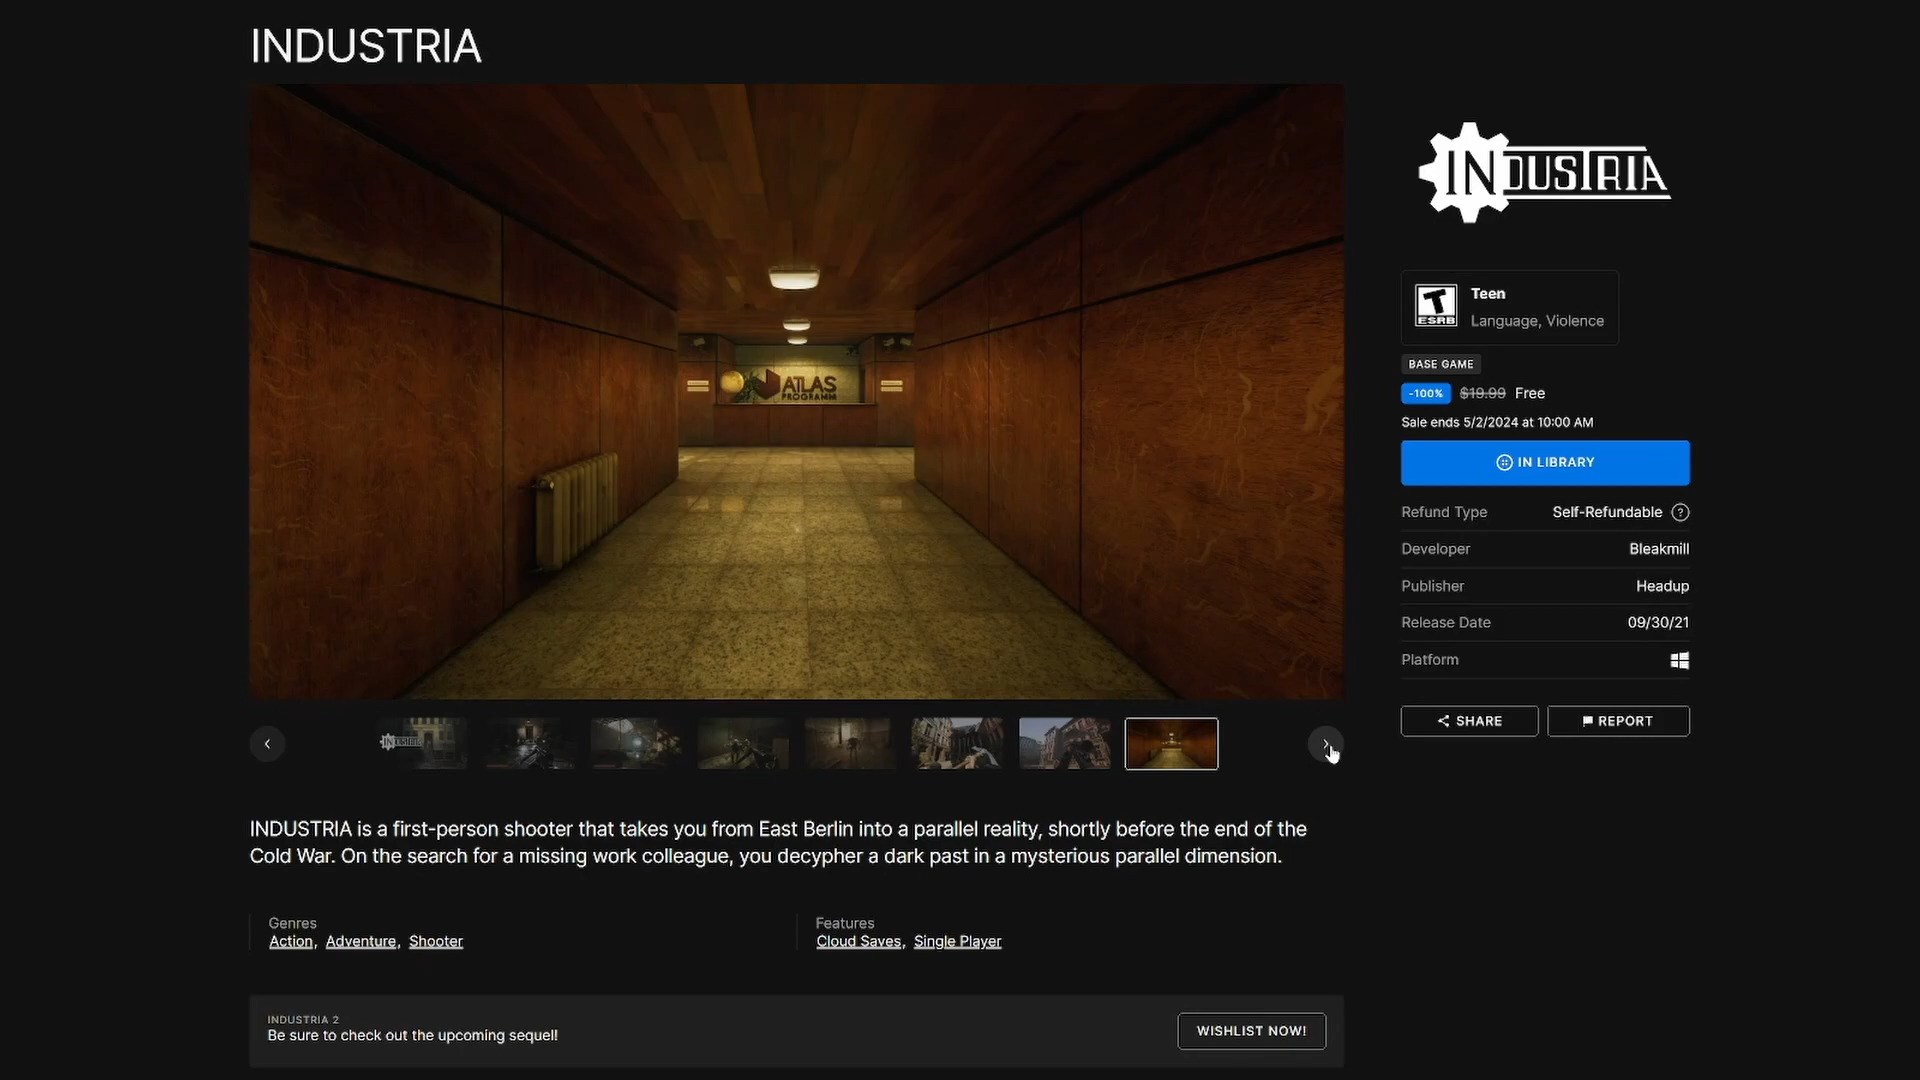 INDUSTRIA
ATLAS
PROGRAMM
INDUSTRIA
INDUSTRIA
T
ESRB
Teen
Language, Violence
BASE GAME
-100% $19.99 Free
Sale ends 5/2/2024 at 10:00 AM
IN LIBRARY
Refund Type Self-Refundable ?
Developer Bleakmill
Publisher Headup
Release Date 09/30/21
Platform
SHARE REPORT
INDUSTRIA is a first-person shooter that takes you from East Berlin into a parallel reality, shortly before the end of the
Cold War. On the search for a missing work colleague, you decypher a dark past in a mysterious parallel dimension.
Genres
Action, Adventure, Shooter
Features
Cloud Saves, Single Player
INDUSTRIA 2
Be sure to check out the upcoming sequel!
WISHLIST NOW!